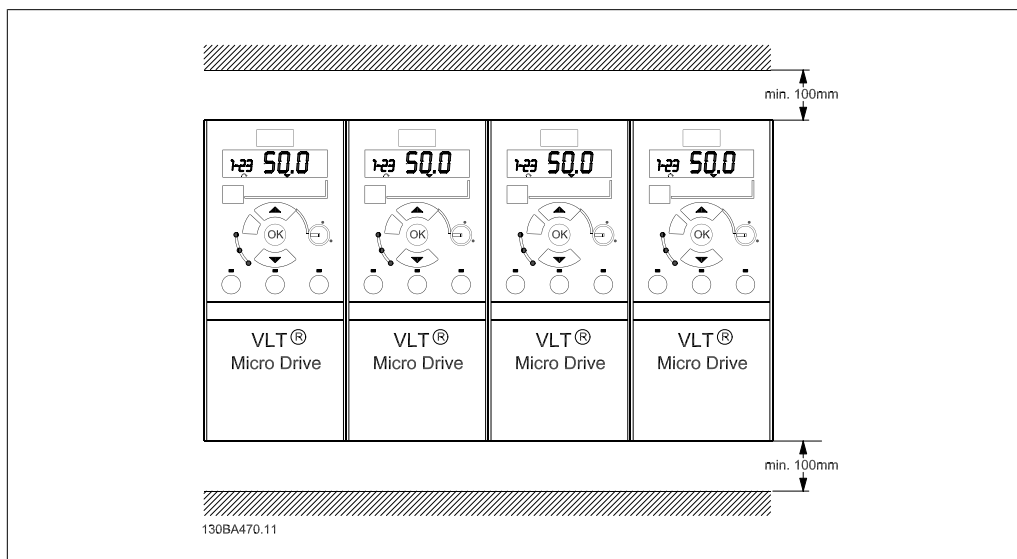 min. 100mm
1-23 50.0 1-23 50.0 1-23 50.0 1-23 50.0
OK OK OK OK
VLT® VLT® VLT® VLT®
Micro Drive Micro Drive Micro Drive Micro Drive
min. 100mm
130BA470.11